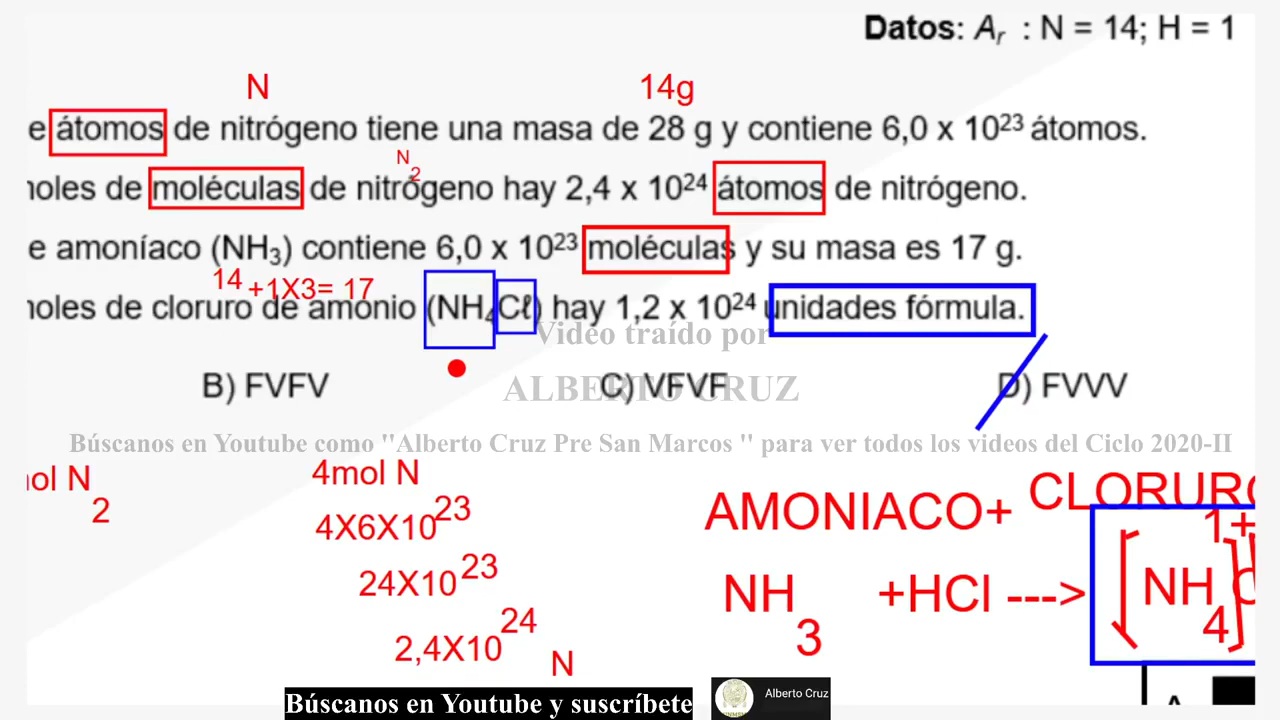 Datos: Ar : N = 14; H = 1
N 14g
e átomos de nitrógeno tiene una masa de 28 g y contiene 6,0 x 10²³ átomos.
N2
moles de moléculas de nitrógeno hay 2,4 x 10²⁴ átomos de nitrógeno.
e amoníaco (NH₃) contiene 6,0 x 10²³ moléculas y su masa es 17 g.
14 +1X3= 17
moles de cloruro de amonio (NH₄Cℓ) hay 1,2 x 10²⁴ unidades fórmula.
Video traído por
B) FVFV C) VFVF D) FVVV
ALBERTO CRUZ
Búscanos en Youtube como "Alberto Cruz Pre San Marcos " para ver todos los videos del Ciclo 2020-II
mol N2 4mol N
4X6X10²³
AMONIACO+ CLORURO
24X10²³
NH3 +HCl ---> [NH4]1+ C
2,4X10²⁴ N
Búscanos en Youtube y suscríbete
Alberto Cruz